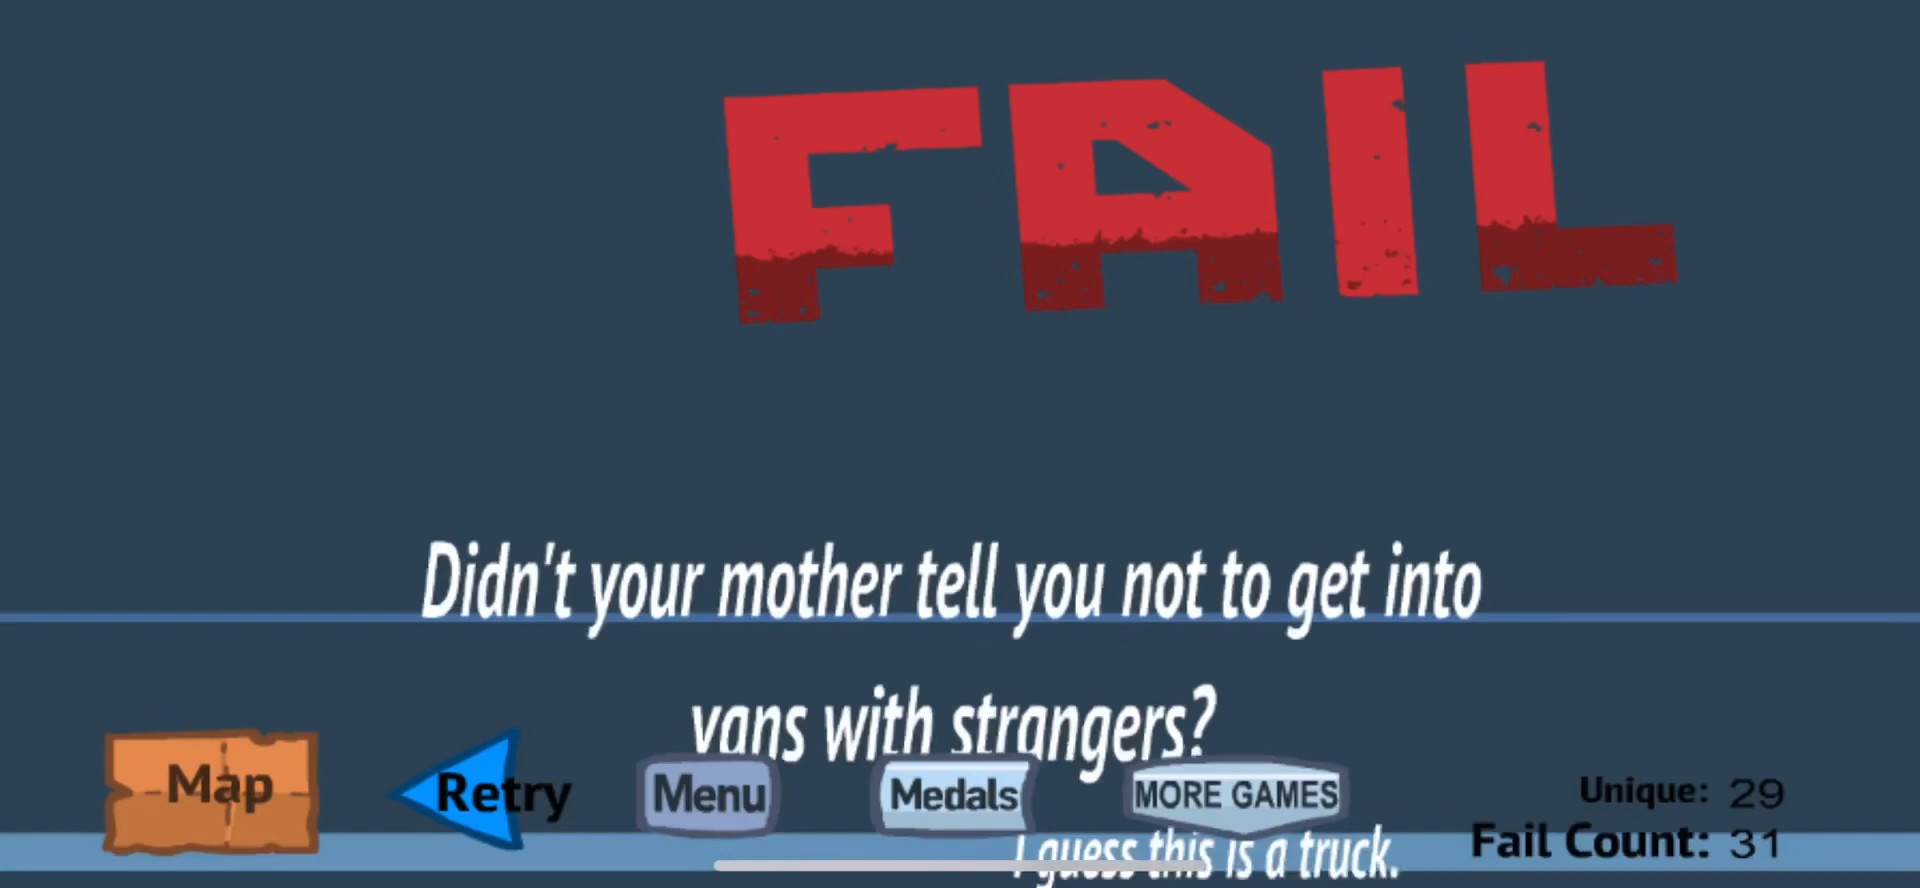 FAIL
Didn't your mother tell you not to get into
vans with strangers?
Map
Retry
Menu
Medals
MORE GAMES
Unique: 29
Fail Count: 31
I guess this is a truck.